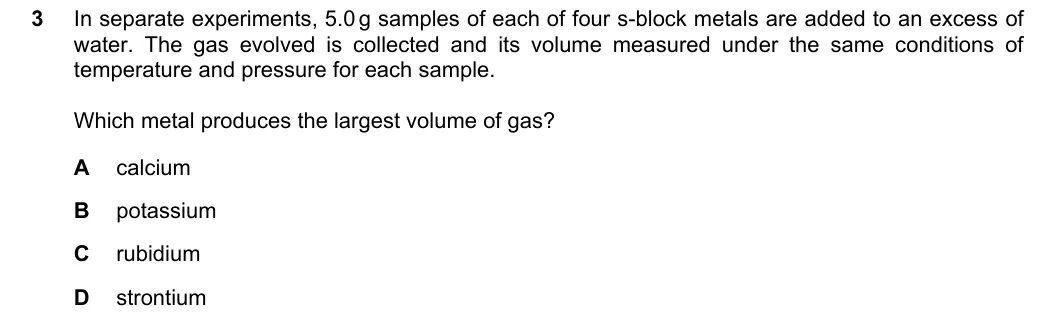 3 In separate experiments, 5.0 g samples of each of four s-block metals are added to an excess of
water. The gas evolved is collected and its volume measured under the same conditions of
temperature and pressure for each sample.
Which metal produces the largest volume of gas?
A calcium
B potassium
C rubidium
D strontium